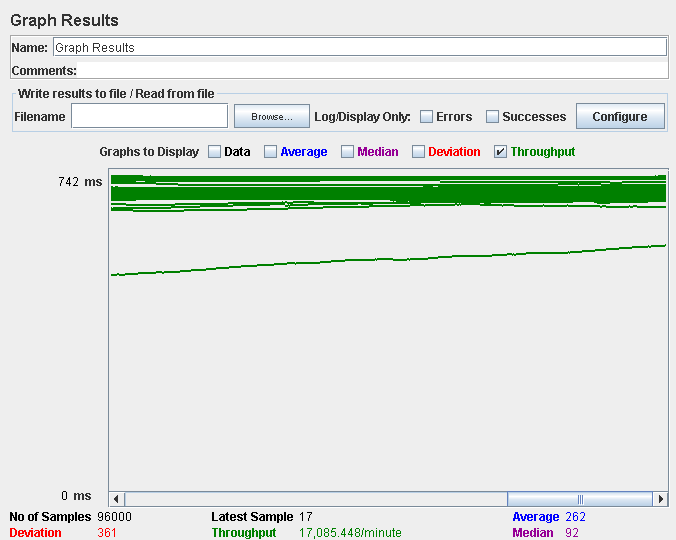 Graph Results
Name: Graph Results
Comments:
Write results to file / Read from file
Filename Browse... Log/Display Only: Errors Successes Configure
Graphs to Display Data Average Median Deviation Throughput
742 ms
0 ms
No of Samples 96000 Latest Sample 17 Average 262
Deviation 361 Throughput 17,085.448/minute Median 92